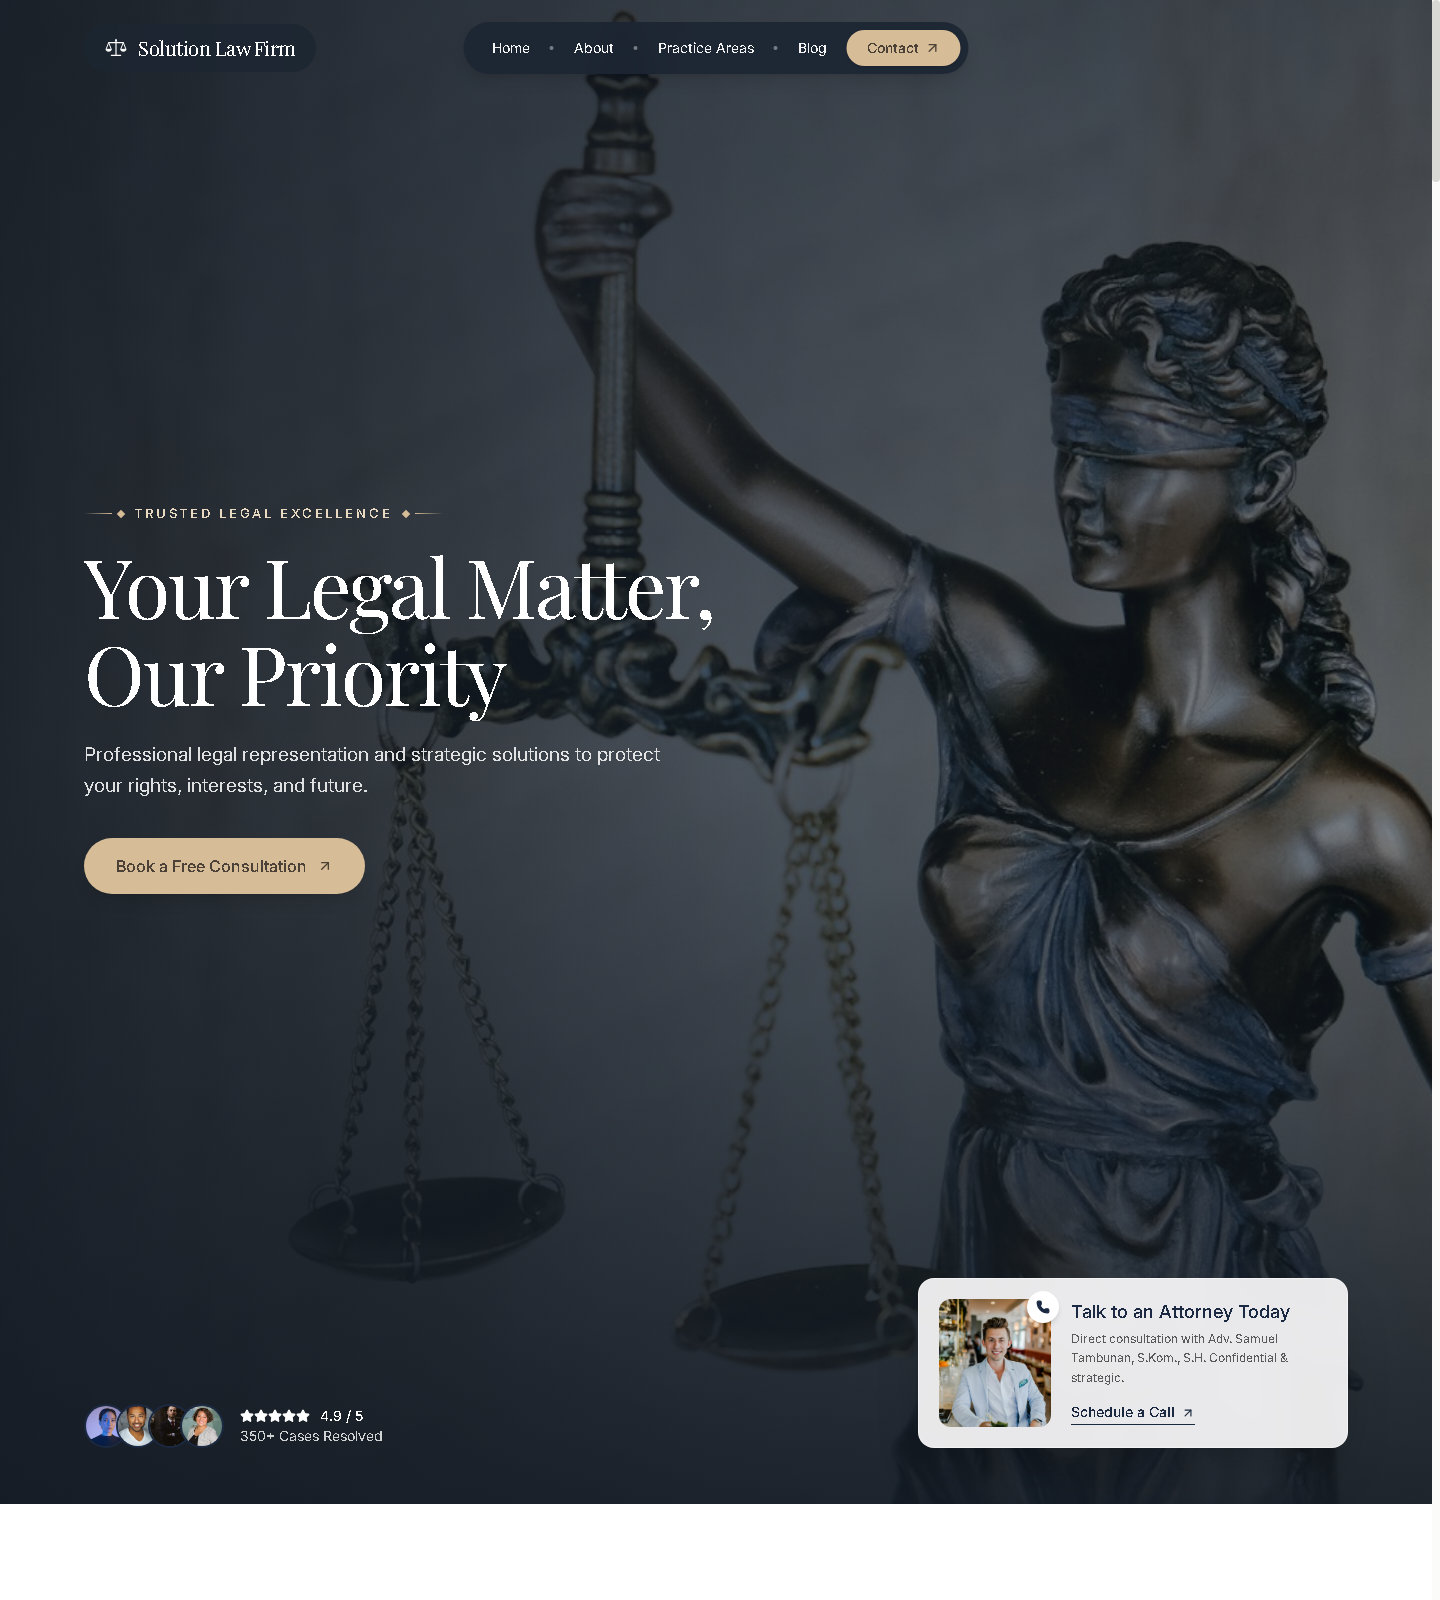 Solution Law Firm
Home • About • Practice Areas • Blog Contact
TRUSTED LEGAL EXCELLENCE
Your Legal Matter,
Our Priority
Professional legal representation and strategic solutions to protect
your rights, interests, and future.
Book a Free Consultation
4.9 / 5
350+ Cases Resolved
Talk to an Attorney Today
Direct consultation with Adv. Samuel
Tambunan, S.Kom., S.H. Confidential &
strategic.
Schedule a Call